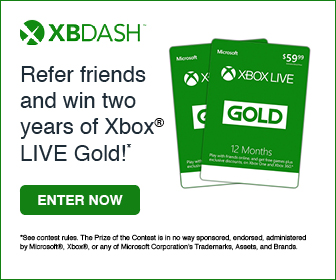 XBDASH™
Refer friends
and win two
years of Xbox®
LIVE Gold!*
ENTER NOW
Microsoft
$59.99
XBOX LIVE
GOLD
12 Months
*See contest rules. The Prize of the Contest is in no way sponsored, endorsed, administered
by Microsoft®, Xbox®, or any of Microsoft Corporation's Trademarks, Assets, and Brands.